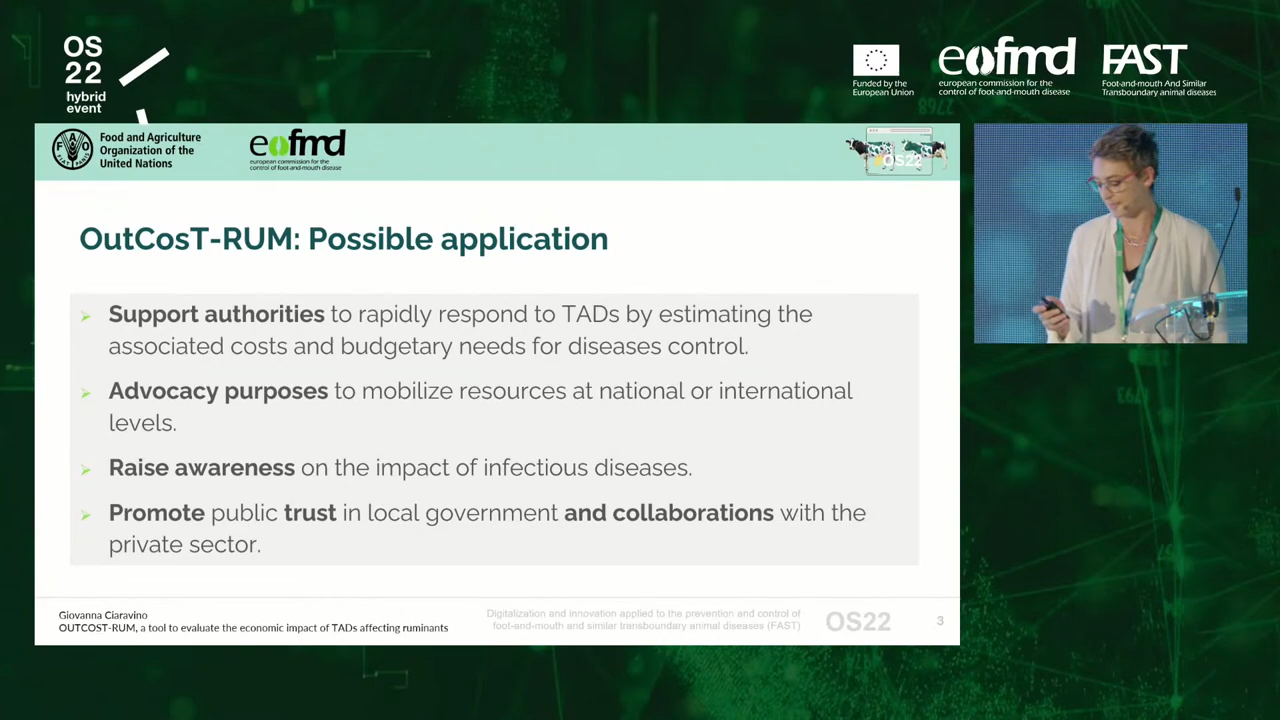 OS
22
hybrid
event
Funded by the
European Union
eofmd
european commission for the
control of foot-and-mouth disease
FAST
Foot-and-mouth And Similar
Transboundary animal diseases
Food and Agriculture
Organization of the
United Nations
eofmd
european commission for the
control of foot-and-mouth disease
OS22
OutCosT-RUM: Possible application
Support authorities to rapidly respond to TADs by estimating the
associated costs and budgetary needs for diseases control.
Advocacy purposes to mobilize resources at national or international
levels.
Raise awareness on the impact of infectious diseases.
Promote public trust in local government and collaborations with the
private sector.
Giovanna Ciaravino
OUTCOST-RUM, a tool to evaluate the economic impact of TADs affecting ruminants
Digitalization and innovation applied to the prevention and control of
foot-and-mouth and similar transboundary animal diseases (FAST)
OS22
3